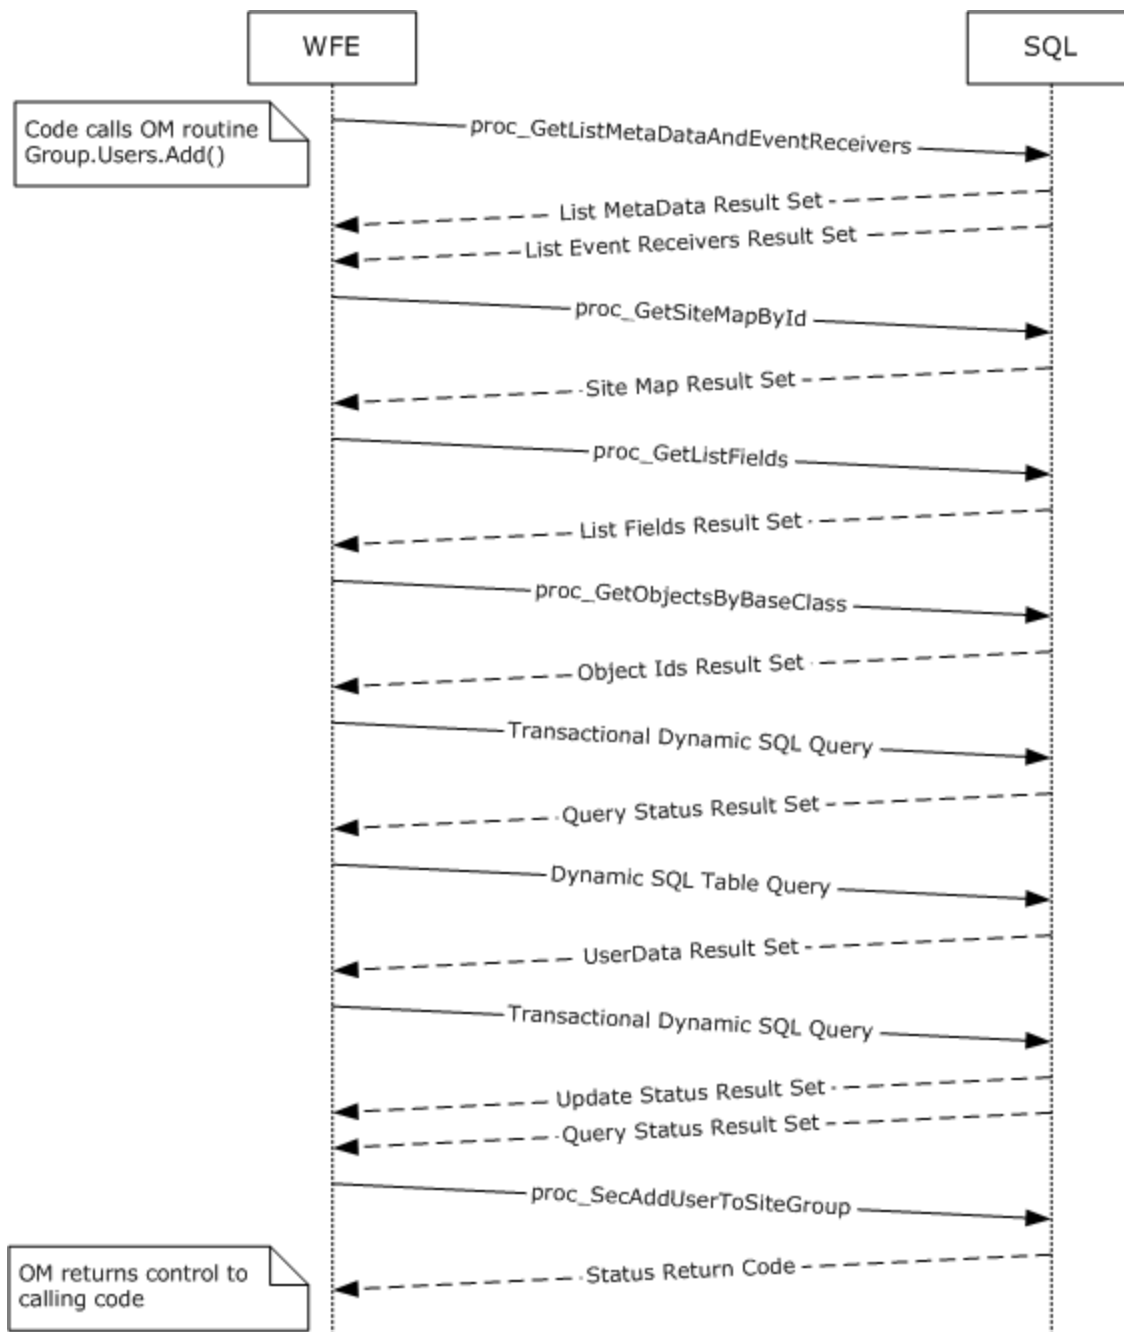 WFE
SQL
Code calls OM routine
Group.Users.Add()
proc_GetListMetaDataAndEventReceivers
List MetaData Result Set
List Event Receivers Result Set
proc_GetSiteMapById
Site Map Result Set
proc_GetListFields
List Fields Result Set
proc_GetObjectsByBaseClass
Object Ids Result Set
Transactional Dynamic SQL Query
Query Status Result Set
Dynamic SQL Table Query
UserData Result Set
Transactional Dynamic SQL Query
Update Status Result Set
Query Status Result Set
proc_SecAddUserToSiteGroup
Status Return Code
OM returns control to
calling code